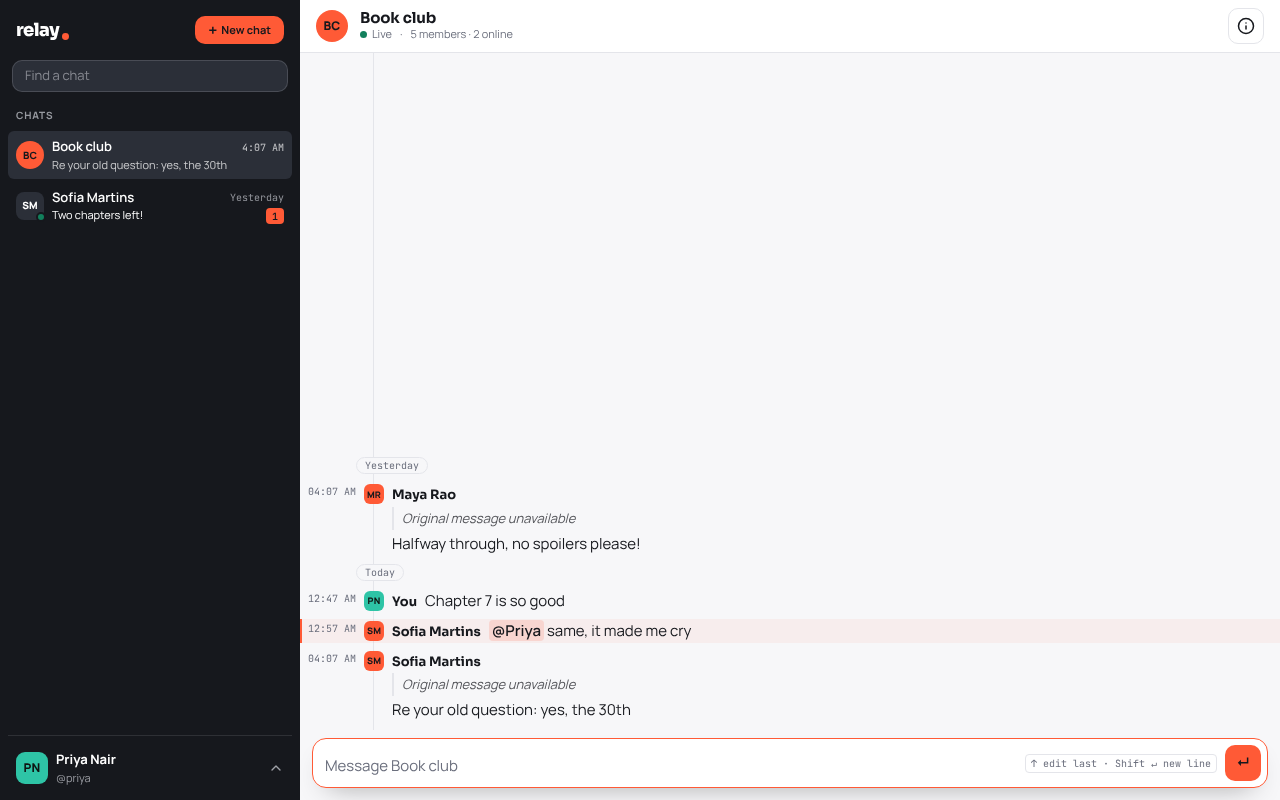 relay.
+ New chat
Find a chat
CHATS
BC
Book club
4:07 AM
Re your old question: yes, the 30th
SM
Sofia Martins
Yesterday
Two chapters left!
1
PN
Priya Nair
@priya
BC
Book club
Live · 5 members · 2 online
Yesterday
04:07 AM MR Maya Rao
Original message unavailable
Halfway through, no spoilers please!
Today
12:47 AM PN You Chapter 7 is so good
12:57 AM SM Sofia Martins @Priya same, it made me cry
04:07 AM SM Sofia Martins
Original message unavailable
Re your old question: yes, the 30th
Message Book club
↑ edit last · Shift ↵ new line